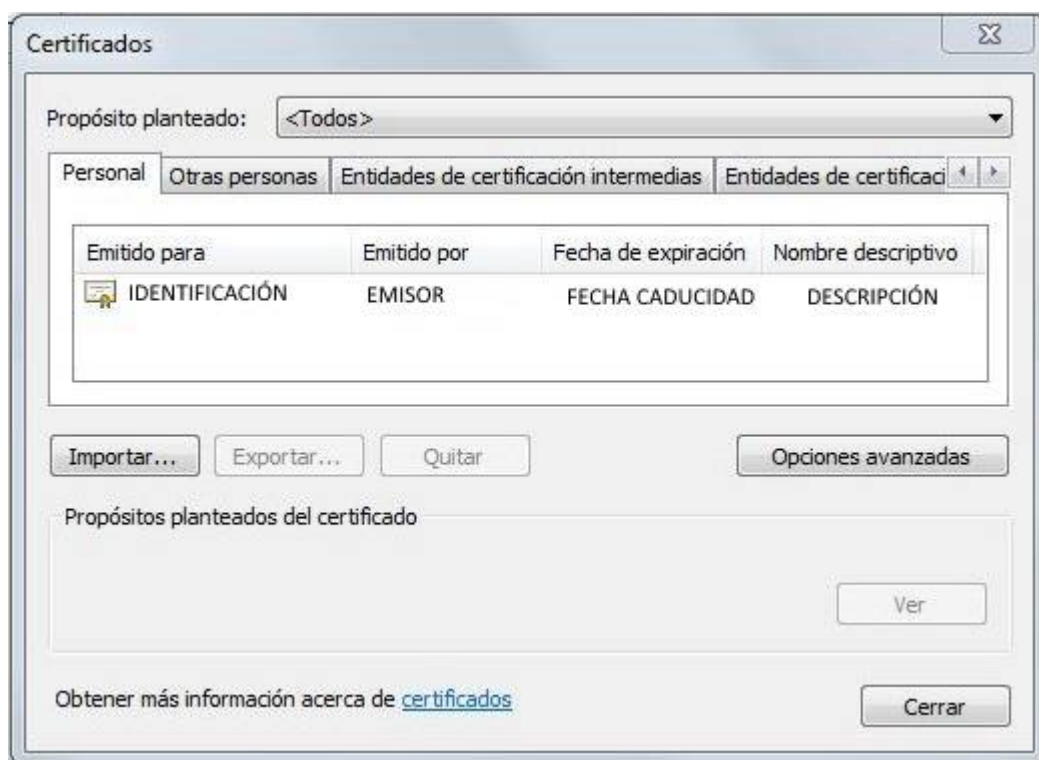 Certificados
Propósito planteado: <Todos>
Personal Otras personas Entidades de certificación intermedias Entidades de certificaci
Emitido para Emitido por Fecha de expiración Nombre descriptivo
IDENTIFICACIÓN EMISOR FECHA CADUCIDAD DESCRIPCIÓN
Importar... Exportar... Quitar Opciones avanzadas
Propósitos planteados del certificado
Ver
Obtener más información acerca de certificados
Cerrar